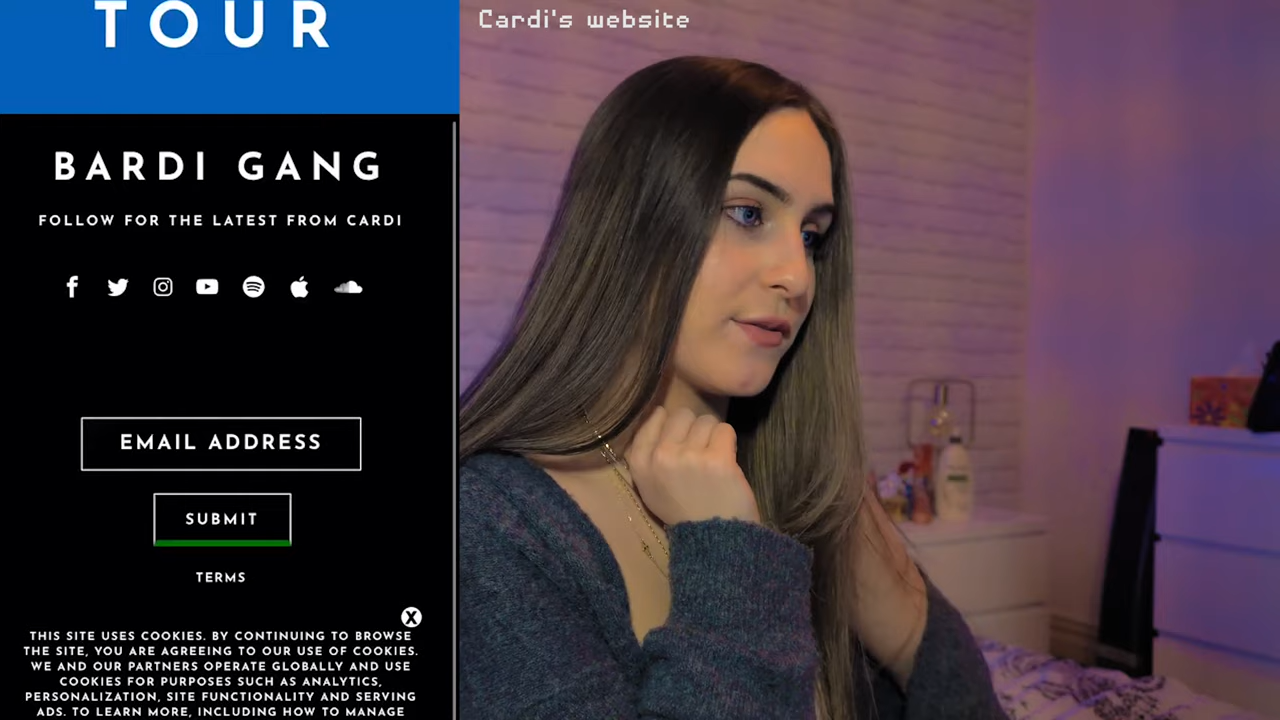 TOUR
Cardi's website
BARDI GANG
FOLLOW FOR THE LATEST FROM CARDI
EMAIL ADDRESS
SUBMIT
TERMS
X
THIS SITE USES COOKIES. BY CONTINUING TO BROWSE
THE SITE, YOU ARE AGREEING TO OUR USE OF COOKIES.
WE AND OUR PARTNERS OPERATE GLOBALLY AND USE
COOKIES FOR PURPOSES SUCH AS ANALYTICS,
PERSONALIZATION, SITE FUNCTIONALITY AND SERVING
ADS. TO LEARN MORE, INCLUDING HOW TO MANAGE